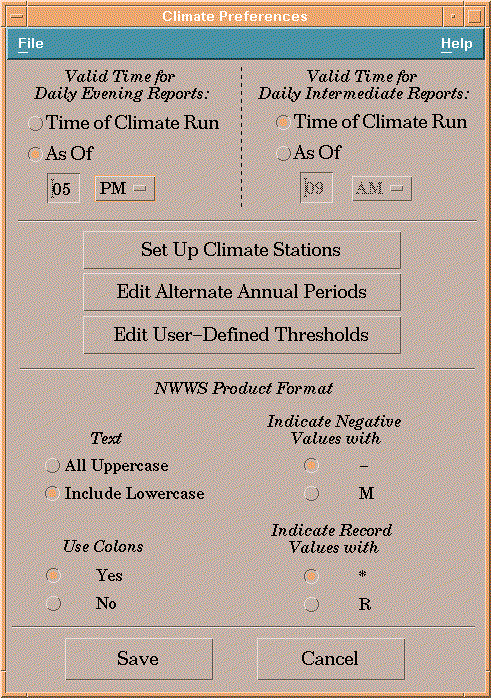 Climate Preferences
File Help
Valid Time for
Daily Evening Reports:
Time of Climate Run
As Of
05 PM
Valid Time for
Daily Intermediate Reports:
Time of Climate Run
As Of
09 AM
Set Up Climate Stations
Edit Alternate Annual Periods
Edit User-Defined Thresholds
NWWS Product Format
Text
All Uppercase
Include Lowercase
Indicate Negative
Values with
-
M
Use Colons
Yes
No
Indicate Record
Values with
*
R
Save Cancel